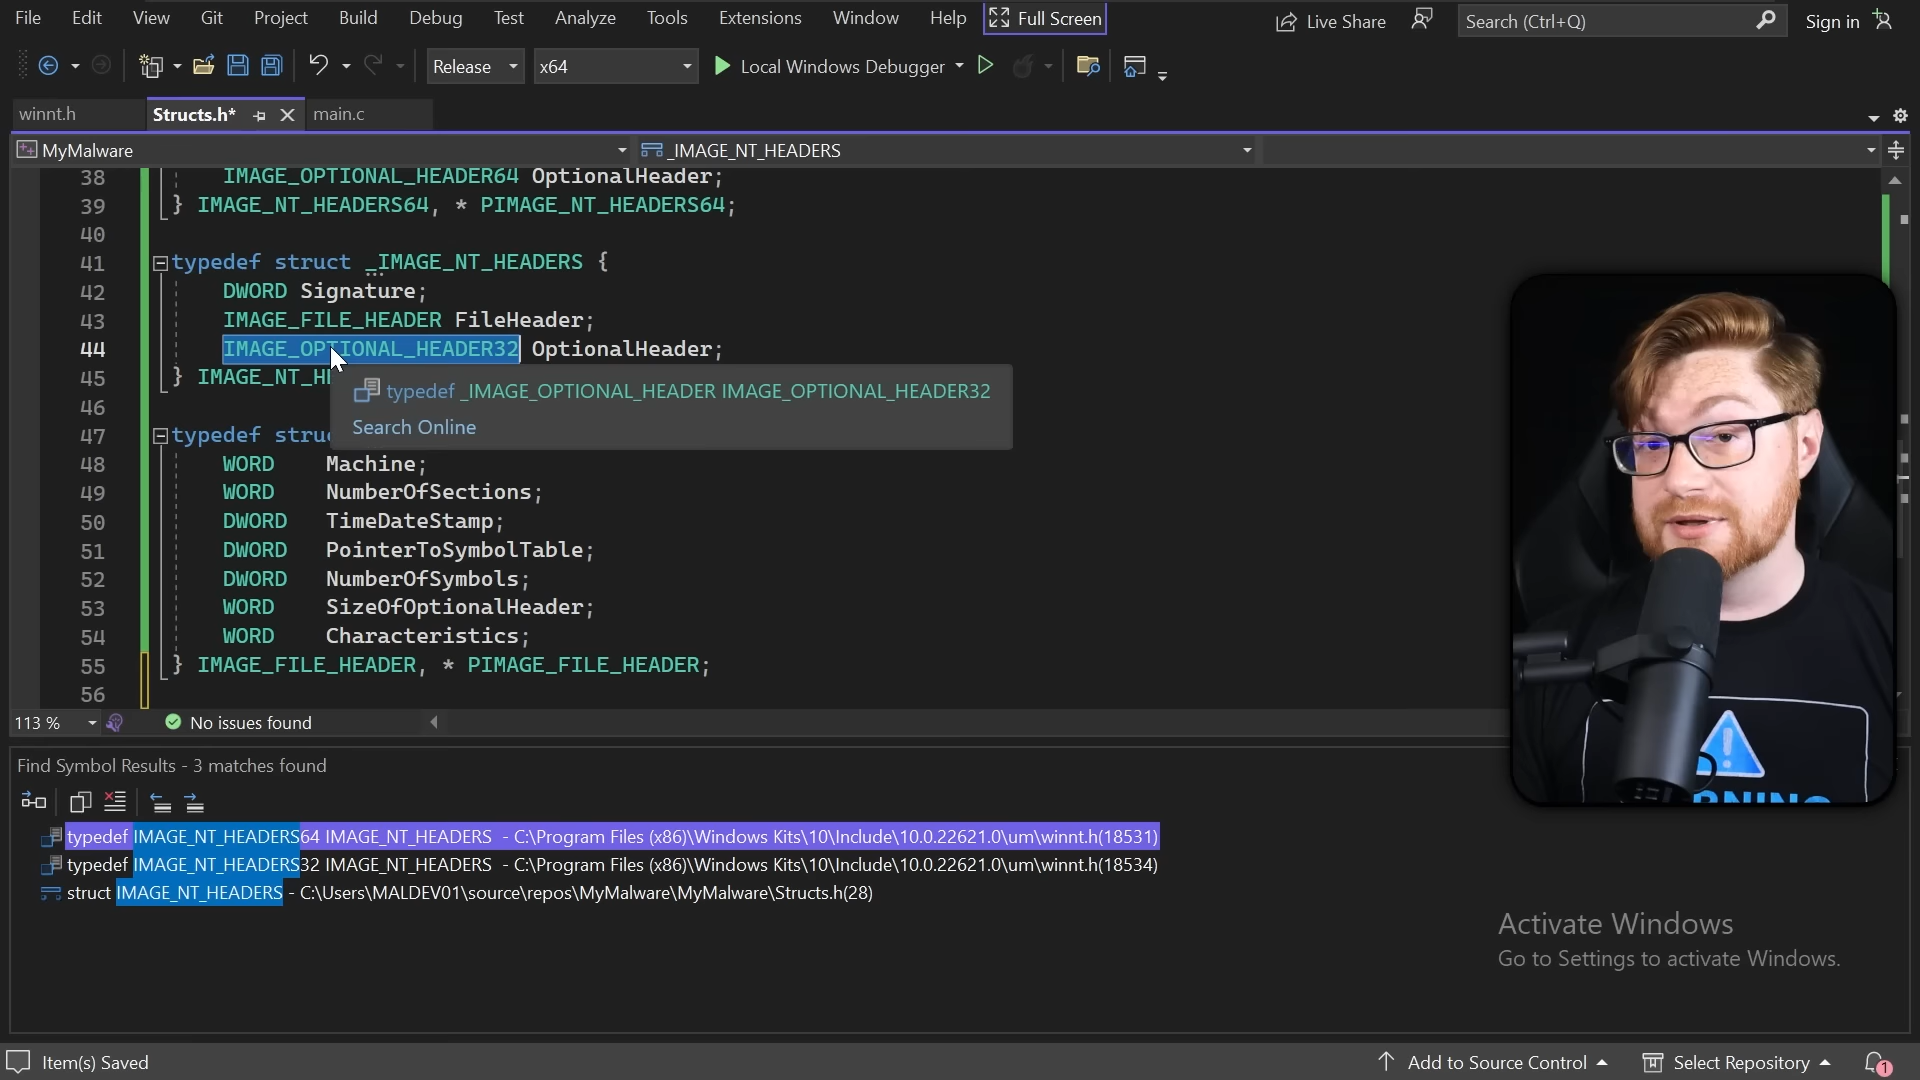 File Edit View Git Project Build Debug Test Analyze Tools Extensions Window Help Full Screen Live Share Search (Ctrl+Q) Sign in
Release x64 Local Windows Debugger
winnt.h Structs.h* main.c
MyMalware _IMAGE_NT_HEADERS
38 IMAGE_OPTIONAL_HEADER64 OptionalHeader;
39 } IMAGE_NT_HEADERS64, * PIMAGE_NT_HEADERS64;
40
41 typedef struct _IMAGE_NT_HEADERS {
42 DWORD Signature;
43 IMAGE_FILE_HEADER FileHeader;
44 IMAGE_OPTIONAL_HEADER32 OptionalHeader;
45 } IMAGE_NT_HE
typedef _IMAGE_OPTIONAL_HEADER IMAGE_OPTIONAL_HEADER32
46
Search Online
47 typedef stru
48 WORD Machine;
49 WORD NumberOfSections;
50 DWORD TimeDateStamp;
51 DWORD PointerToSymbolTable;
52 DWORD NumberOfSymbols;
53 WORD SizeOfOptionalHeader;
54 WORD Characteristics;
55 } IMAGE_FILE_HEADER, * PIMAGE_FILE_HEADER;
56
113 % No issues found
Find Symbol Results - 3 matches found
typedef IMAGE_NT_HEADERS64 IMAGE_NT_HEADERS - C:\Program Files (x86)\Windows Kits\10\Include\10.0.22621.0\um\winnt.h(18531)
typedef IMAGE_NT_HEADERS32 IMAGE_NT_HEADERS - C:\Program Files (x86)\Windows Kits\10\Include\10.0.22621.0\um\winnt.h(18534)
struct IMAGE_NT_HEADERS - C:\Users\MALDEV01\source\repos\MyMalware\MyMalware\Structs.h(28)
Activate Windows
Go to Settings to activate Windows.
Item(s) Saved Add to Source Control Select Repository 1